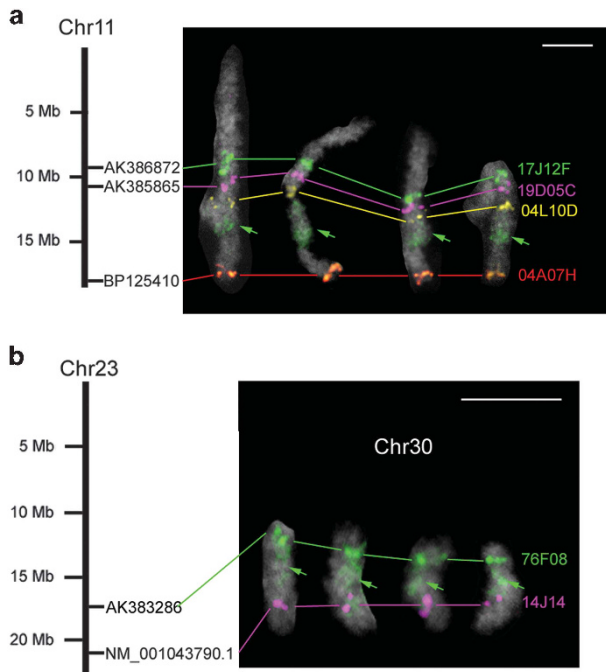 a
Chr11
5 Mb
AK386872
10 Mb
AK385865
15 Mb
BP125410
17J12F
19D05C
04L10D
04A07H
b
Chr23
Chr30
5 Mb
10 Mb
15 Mb
AK383286
20 Mb
NM_001043790.1
76F08
14J14